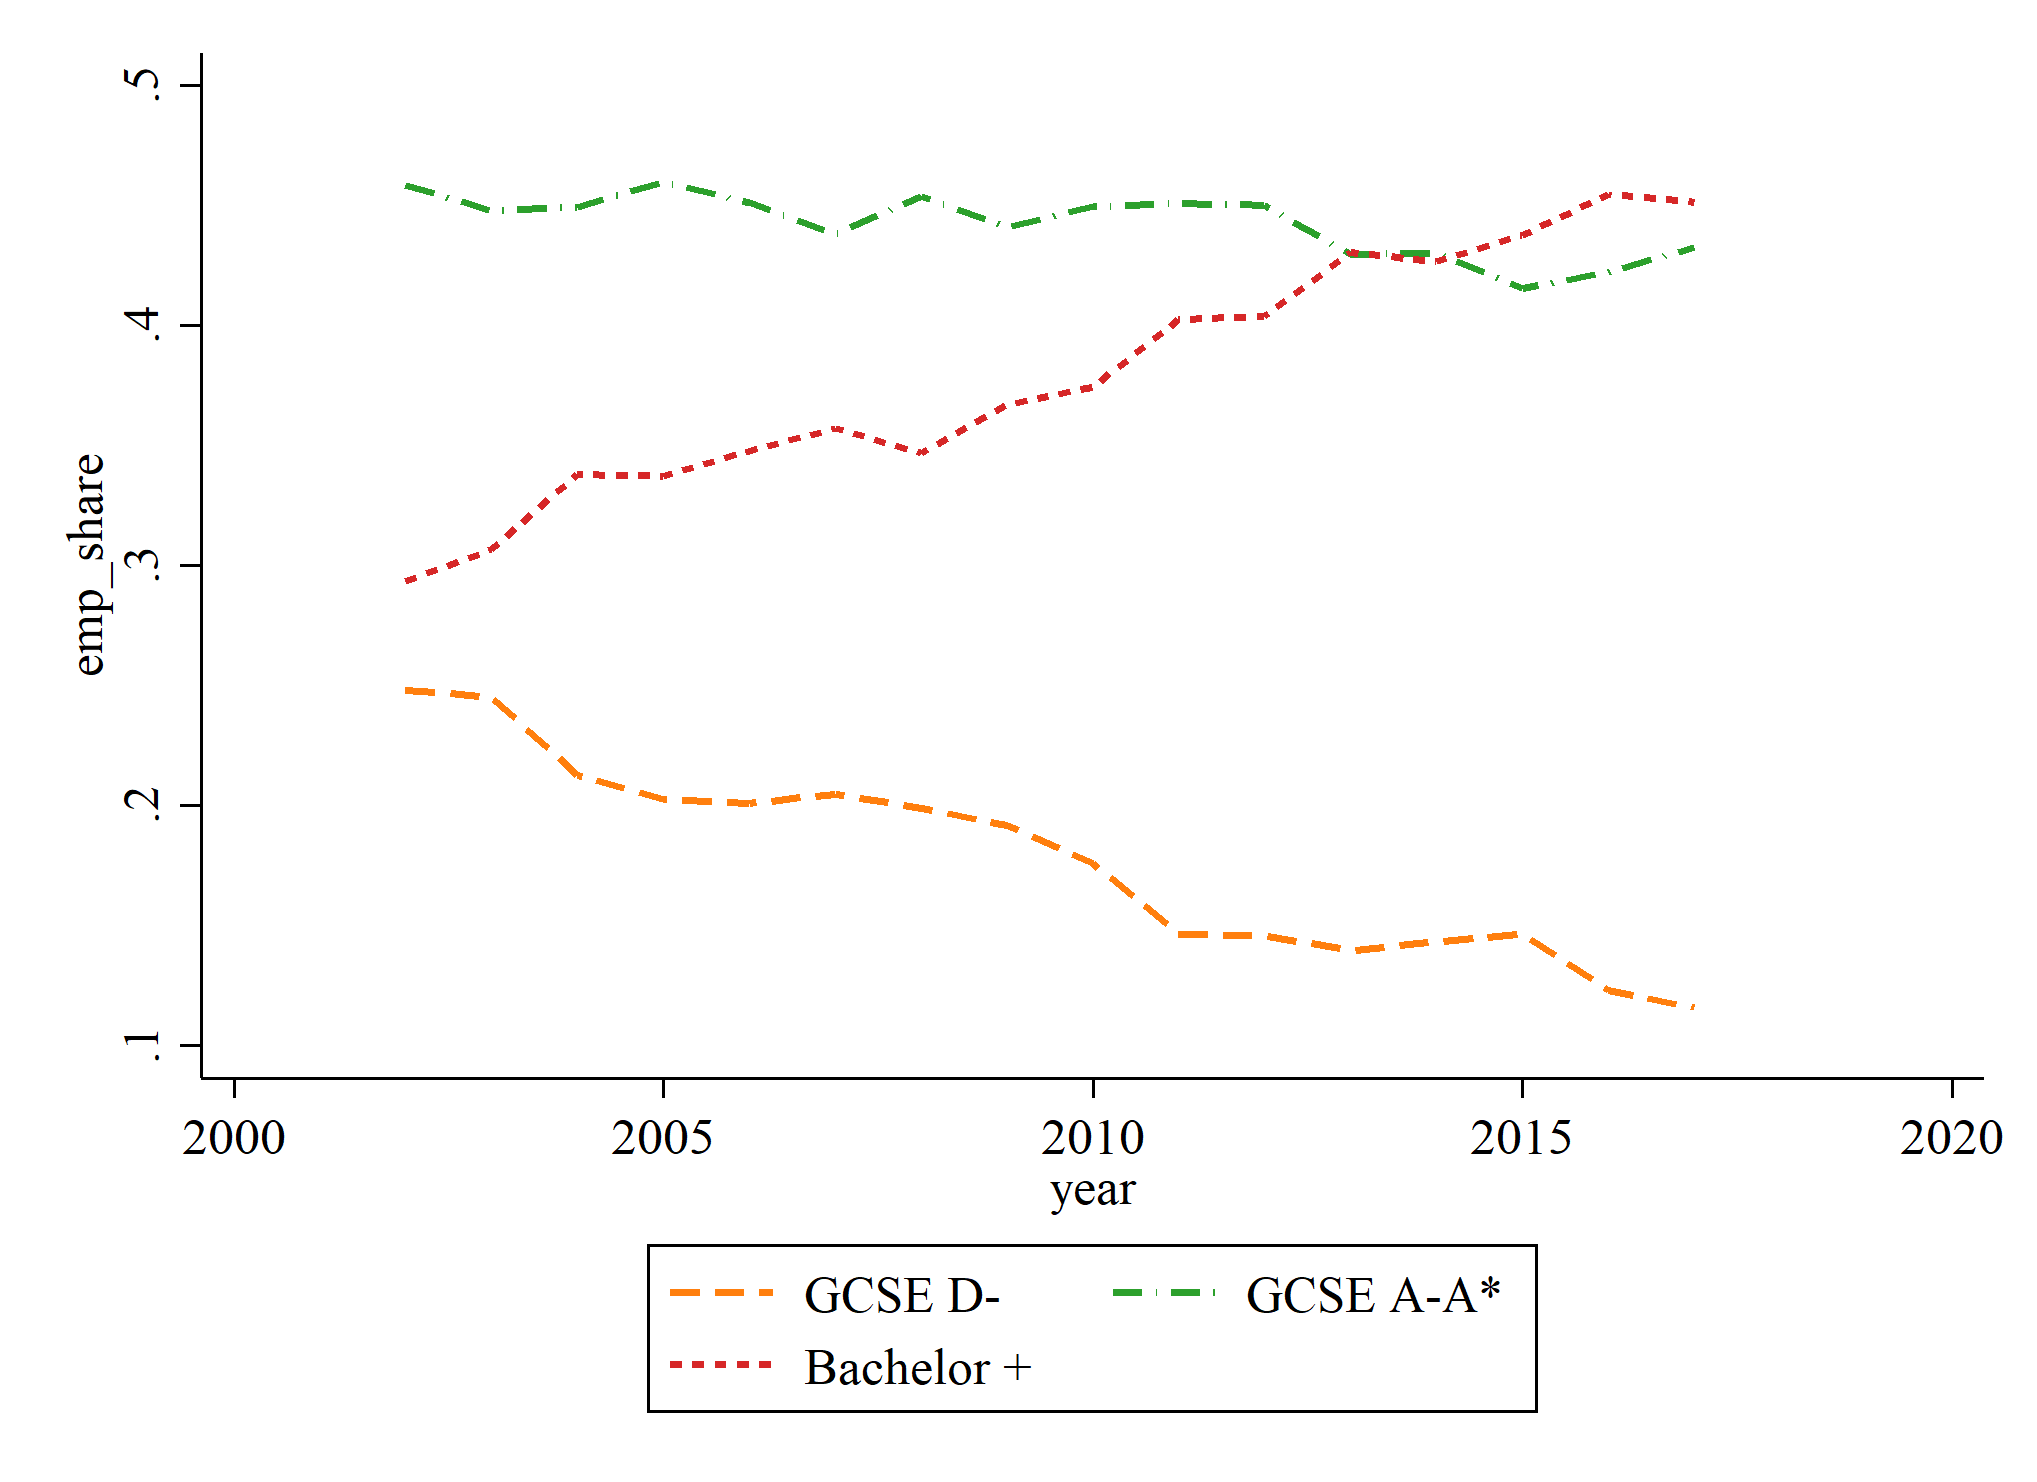 .5
.4
.3
.2
.1
emp_share
2000 2005 2010 2015 2020
year
GCSE D- GCSE A-A*
Bachelor +